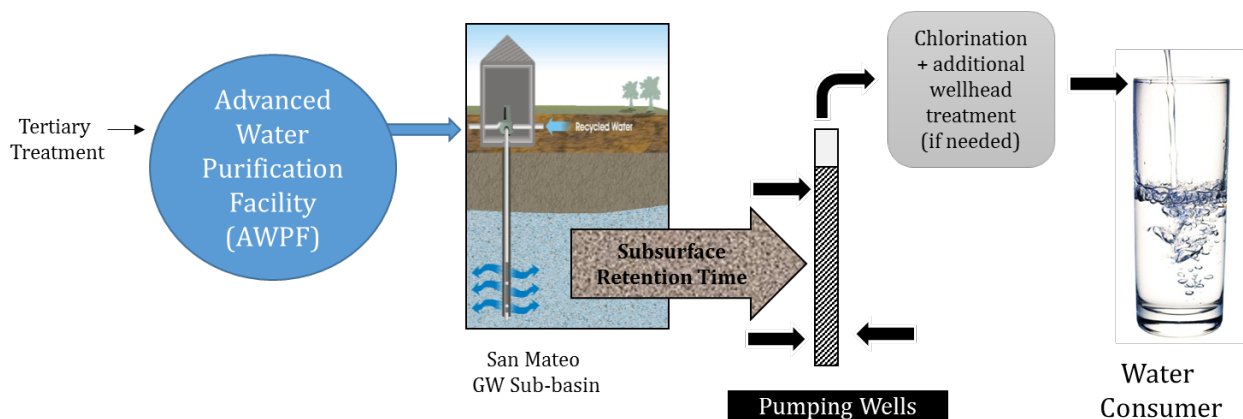 Tertiary
Treatment
Advanced
Water
Purification
Facility
(AWPF)
Recycled Water
San Mateo
GW Sub-basin
Subsurface
Retention Time
Pumping Wells
Chlorination
+ additional
wellhead
treatment
(if needed)
Water
Consumer